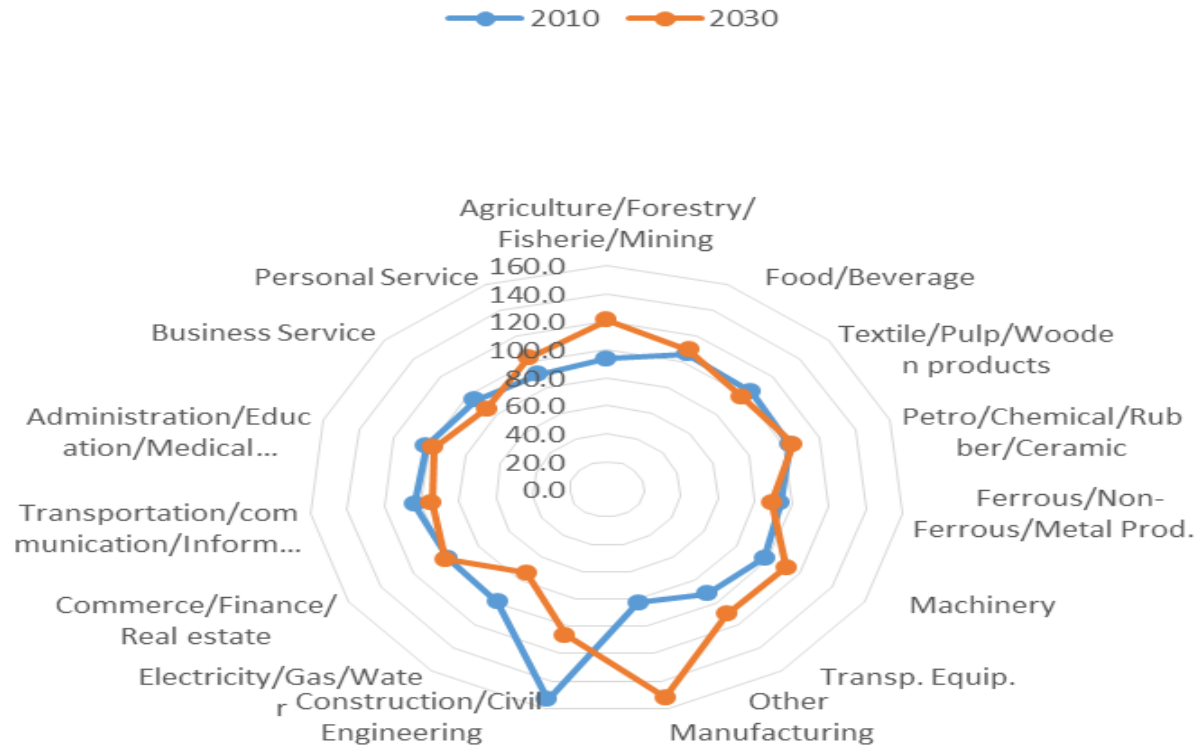 2010 2030
Agriculture/Forestry/
Fisherie/Mining
Personal Service
160.0
Food/Beverage
140.0
Business Service
120.0
Textile/Pulp/Woode
n products
100.0
80.0
Administration/Educ
ation/Medical...
60.0
Petro/Chemical/Rub
ber/Ceramic
40.0
20.0
0.0
Transportation/com
munication/Inform...
Ferrous/Non-
Ferrous/Metal Prod.
Commerce/Finance/
Real estate
Machinery
Electricity/Gas/Wate
r
Transp. Equip.
Construction/Civil
Engineering
Other
Manufacturing